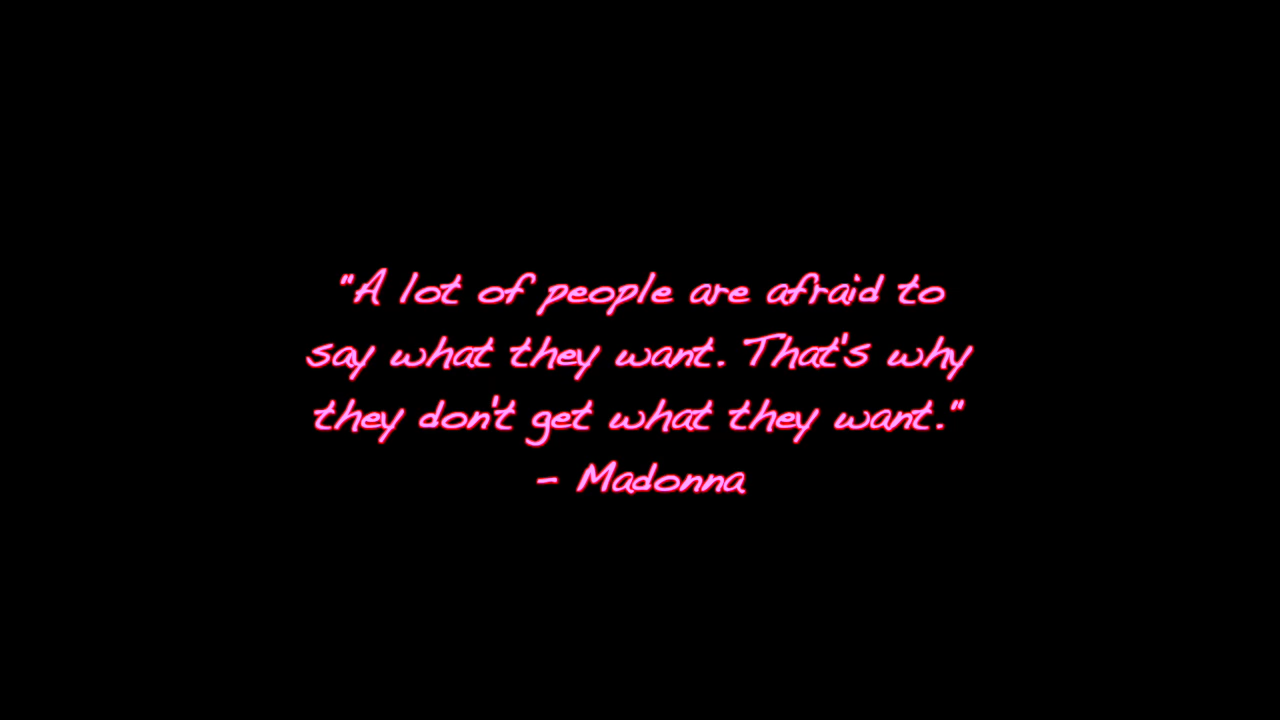 "A lot of people are afraid to
say what they want. That's why
they don't get what they want."
- Madonna